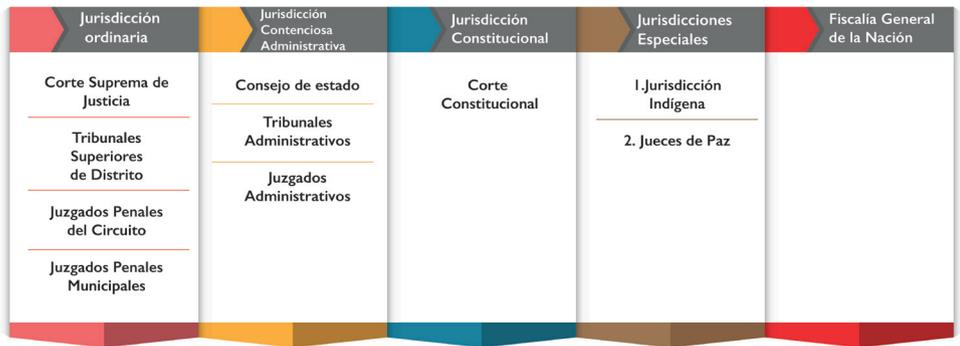 Jurisdicción
ordinaria
Corte Suprema de
Justicia
Tribunales
Superiores
de Distrito
Juzgados Penales
del Circuito
Juzgados Penales
Municipales
Jurisdicción
Contenciosa
Administrativa
Consejo de estado
Tribunales
Administrativos
Juzgados
Administrativos
Jurisdicción
Constitucional
Corte
Constitucional
Jurisdicciones
Especiales
1.Jurisdicción
Indígena
2. Jueces de Paz
Fiscalía General
de la Nación